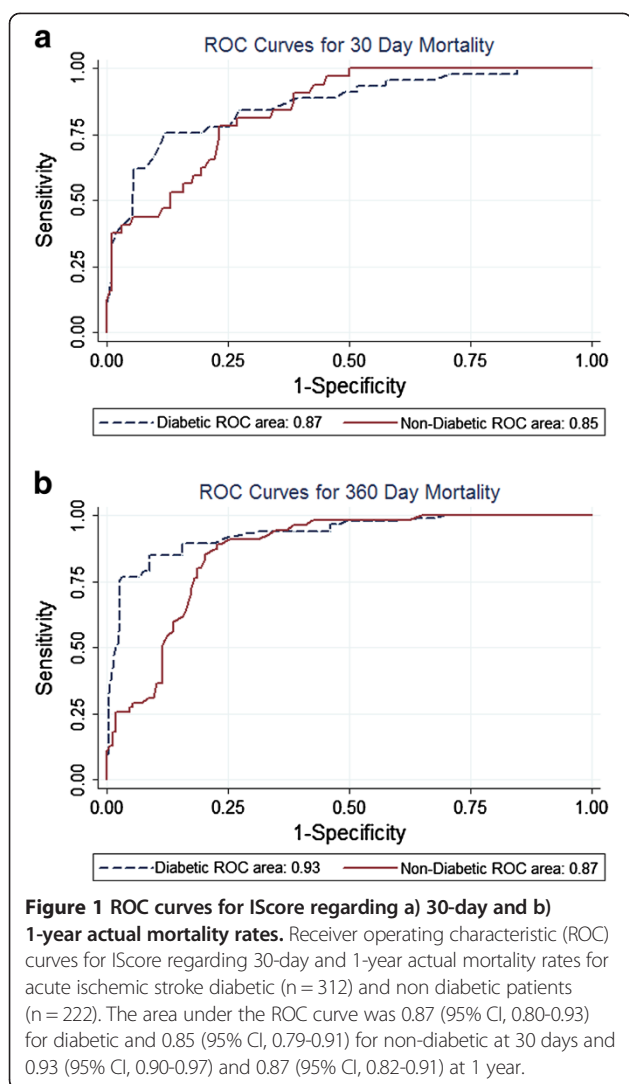 a
ROC Curves for 30 Day Mortality
Sensitivity
1.00
0.75
0.50
0.25
0.00
0.00 0.25 0.50 0.75 1.00
1-Specificity
Diabetic ROC area: 0.87 Non-Diabetic ROC area: 0.85
b
ROC Curves for 360 Day Mortality
Sensitivity
1.00
0.75
0.50
0.25
0.00
0.00 0.25 0.50 0.75 1.00
1-Specificity
Diabetic ROC area: 0.93 Non-Diabetic ROC area: 0.87
Figure 1 ROC curves for IScore regarding a) 30-day and b)
1-year actual mortality rates. Receiver operating characteristic (ROC)
curves for IScore regarding 30-day and 1-year actual mortality rates for
acute ischemic stroke diabetic (n = 312) and non diabetic patients
(n = 222). The area under the ROC curve was 0.87 (95% CI, 0.80-0.93)
for diabetic and 0.85 (95% CI, 0.79-0.91) for non-diabetic at 30 days and
0.93 (95% CI, 0.90-0.97) and 0.87 (95% CI, 0.82-0.91) at 1 year.